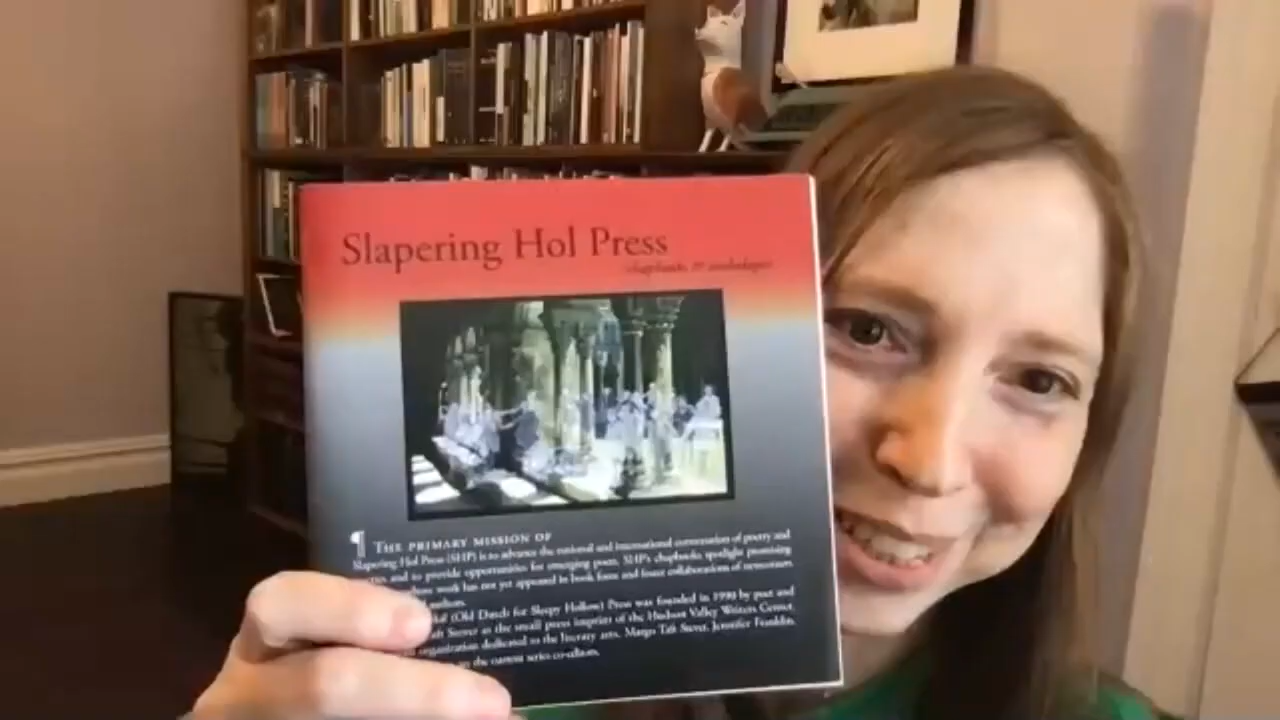 Slapering Hol Press
chapbooks & anthologies
¶ THE PRIMARY MISSION OF
Slapering Hol Press (SHP) is to advance the national and international conversation of poetry and
and to provide opportunities for emerging poets. SHP's chapbooks spotlight promising
whose work has not yet appeared in book form and foster collaborations of
authors.
(Old Dutch for Sleepy Hollow) Press was founded in 1990 by poet and
Taft Stever as the small press imprint of the Hudson Valley Writers Center,
organization dedicated to the literary arts. Margo Taft Stever, Jennifer Franklin,
the current series co-editors.